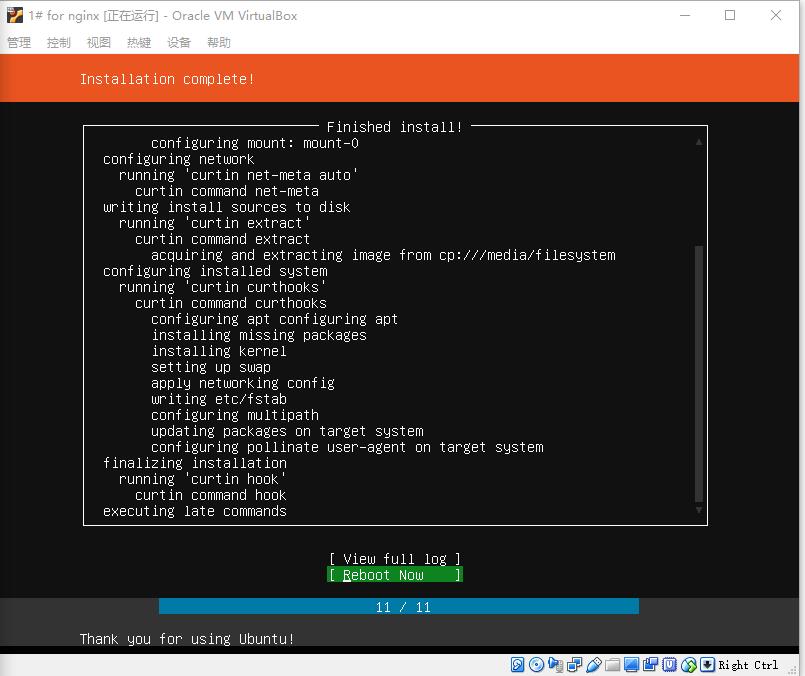 1# for nginx [正在运行] - Oracle VM VirtualBox
管理 控制 视图 热键 设备 帮助
Installation complete!
Finished install!
configuring mount: mount-0
configuring network
running 'curtin net-meta auto'
curtin command net-meta
writing install sources to disk
running 'curtin extract'
curtin command extract
acquiring and extracting image from cp:///media/filesystem
configuring installed system
running 'curtin curthooks'
curtin command curthooks
configuring apt configuring apt
installing missing packages
installing kernel
setting up swap
apply networking config
writing etc/fstab
configuring multipath
updating packages on target system
configuring pollinate user-agent on target system
finalizing installation
running 'curtin hook'
curtin command hook
executing late commands
[ View full log ]
[ Reboot Now ]
11 / 11
Thank you for using Ubuntu!
Right Ctrl